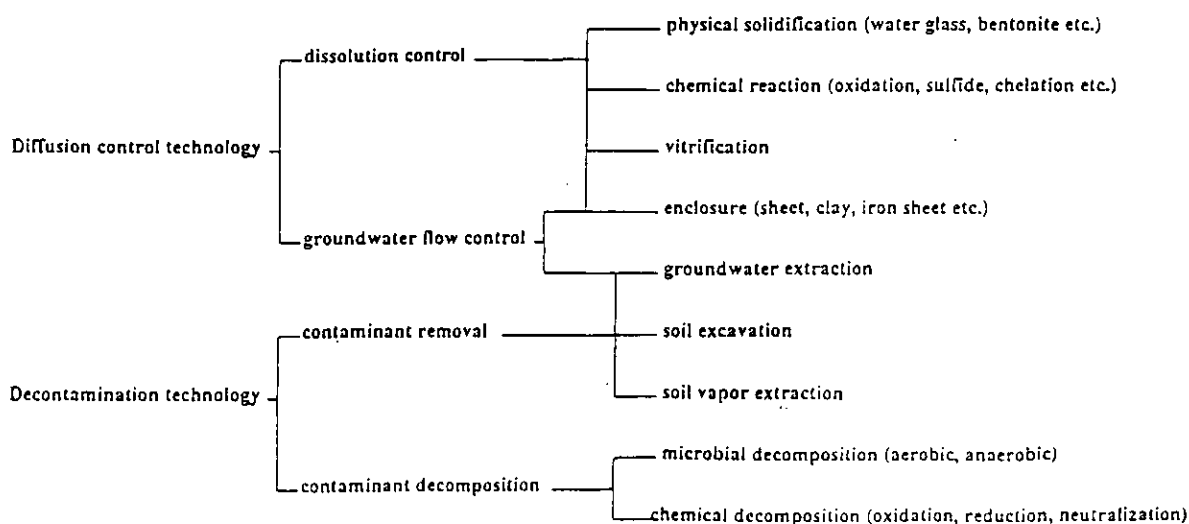 physical solidification (water glass, bentonite etc.)
dissolution control
chemical reaction (oxidation, sulfide, chelation etc.)
Diffusion control technology
vitrification
enclosure (sheet, clay, iron sheet etc.)
groundwater flow control
groundwater extraction
contaminant removal
soil excavation
Decontamination technology
soil vapor extraction
microbial decomposition (aerobic, anaerobic)
contaminant decomposition
chemical decomposition (oxidation, reduction, neutralization)